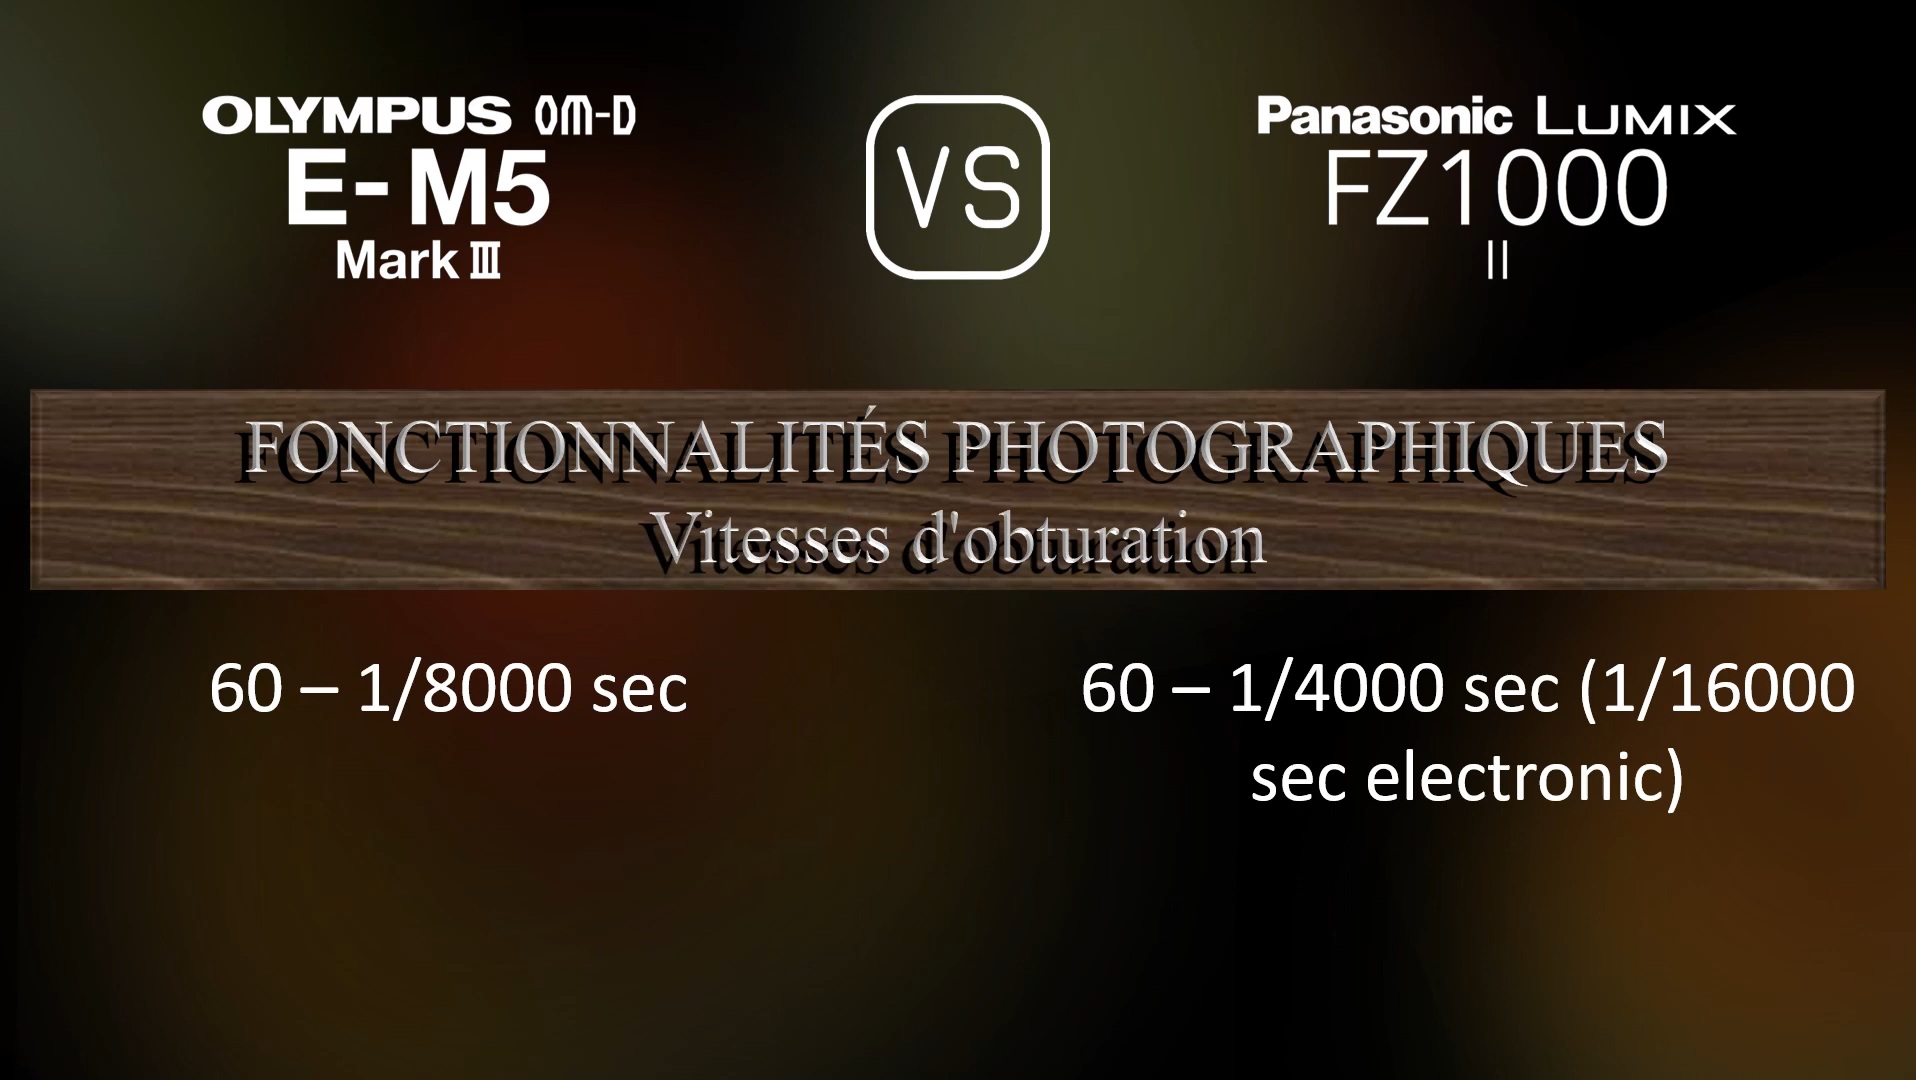 OLYMPUS OM-D
E-M5
Mark III
VS
Panasonic LUMIX
FZ1000
II
FONCTIONNALITÉS PHOTOGRAPHIQUES
Vitesses d'obturation
60 – 1/8000 sec
60 – 1/4000 sec (1/16000
sec electronic)